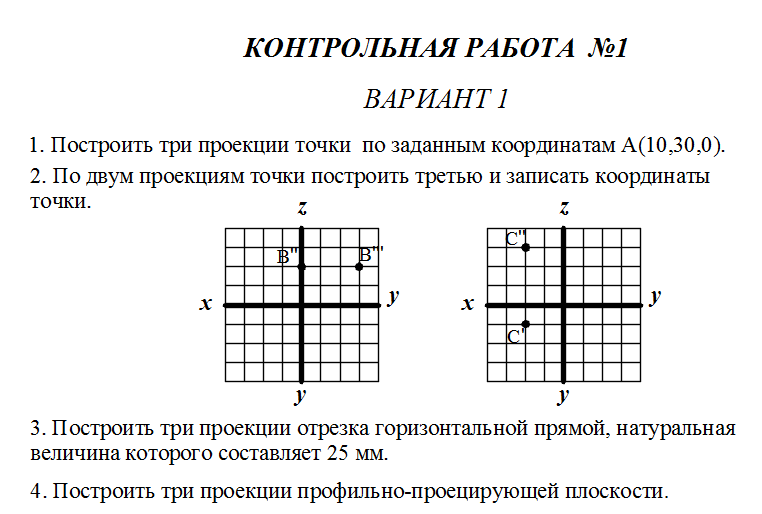 КОНТРОЛЬНАЯ РАБОТА №1
ВАРИАНТ 1
1. Построить три проекции точки по заданным координатам А(10,30,0).
2. По двум проекциям точки построить третью и записать координаты
точки.
z
z
В"
В'''
С"
x
y
x
y
С'
y
y
3. Построить три проекции отрезка горизонтальной прямой, натуральная
величина которого составляет 25 мм.
4. Построить три проекции профильно-проецирующей плоскости.